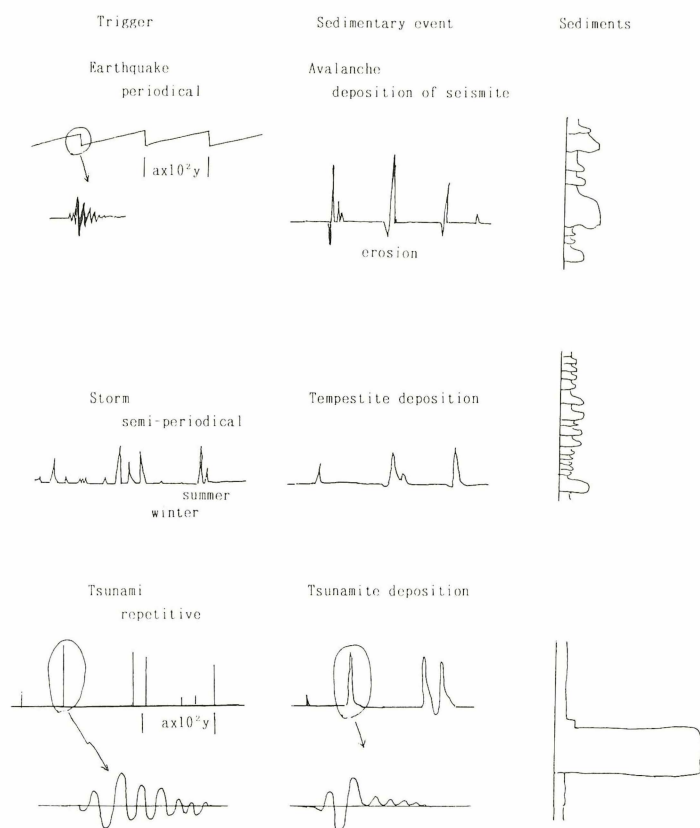 Trigger
Sedimentary event
Sediments
Earthquake
periodical
Avalanche
deposition of seismite
ax10²y
erosion
Storm
semi-periodical
Tempestite deposition
summer
winter
Tsunami
repetitive
Tsunamite deposition
ax10²y